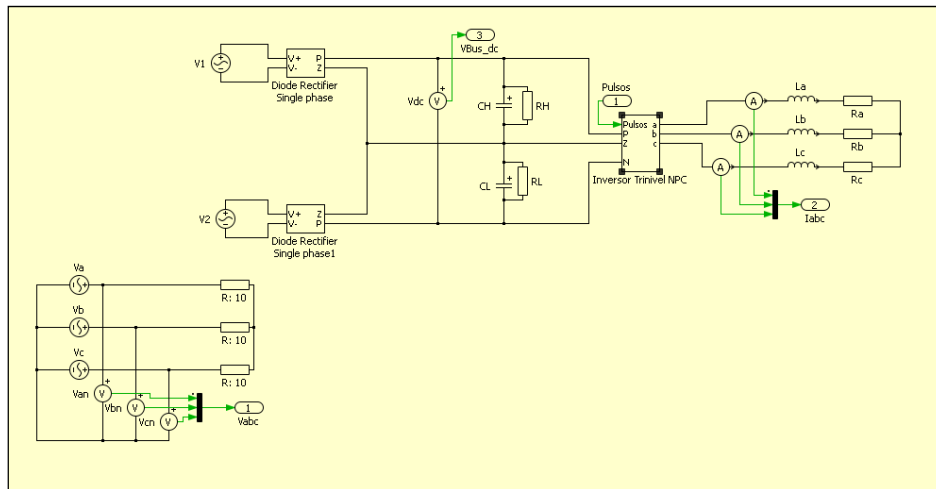 3
VBus_dc
V1
V+ P
V- Z
Diode Rectifier
Single phase
Vdc
+
V
CH
+
RH
Pulsos
1
Pulsos a
P b
Z c
N
Inversor Trinivel NPC
A
La
Ra
A
Lb
Rb
A
Lc
Rc
CL
+
RL
V2
V+ Z
V- P
Diode Rectifier
Single phase1
2
Iabc
Va
R: 10
Vb
R: 10
Vc
R: 10
Van
+
V
Vbn
+
V
Vcn
+
V
1
Vabc